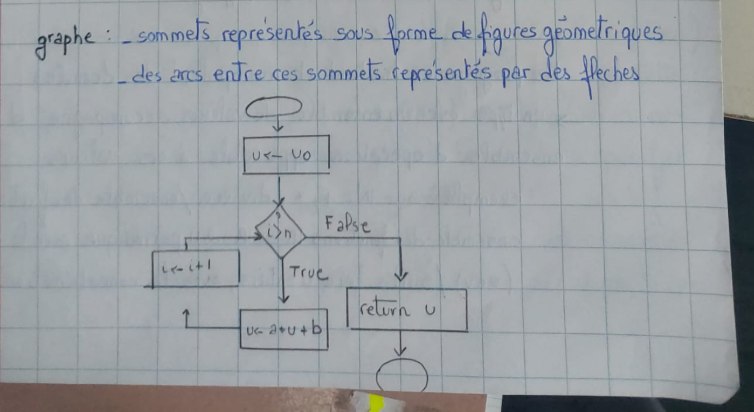 graphe : - sommets représentés sous forme de figures géometriques
- des arcs entre ces sommets représentés par des fleches
u <- u0
?
i>n
False
i <- i+1
True
return u
u <- a*u+b